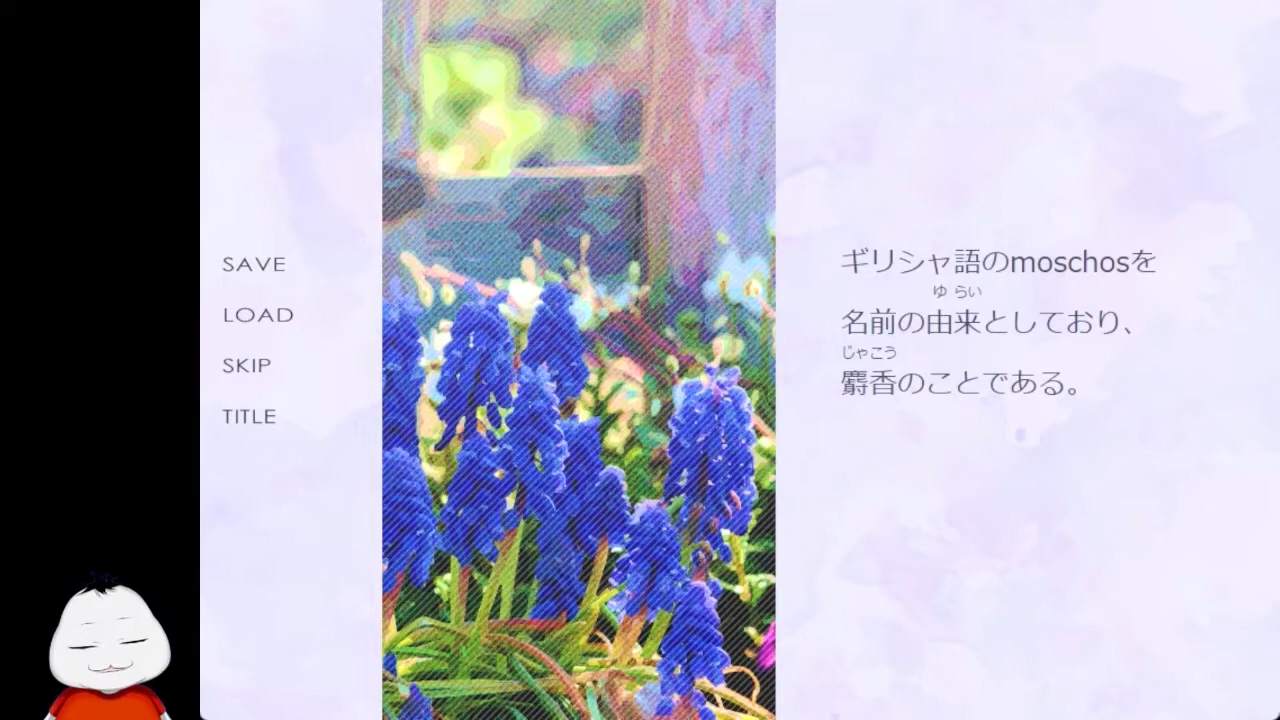 SAVE
LOAD
SKIP
TITLE
ギリシャ語のmoschosを
ゆ らい
名前の由来としており、
じゃこう
麝香のことである。